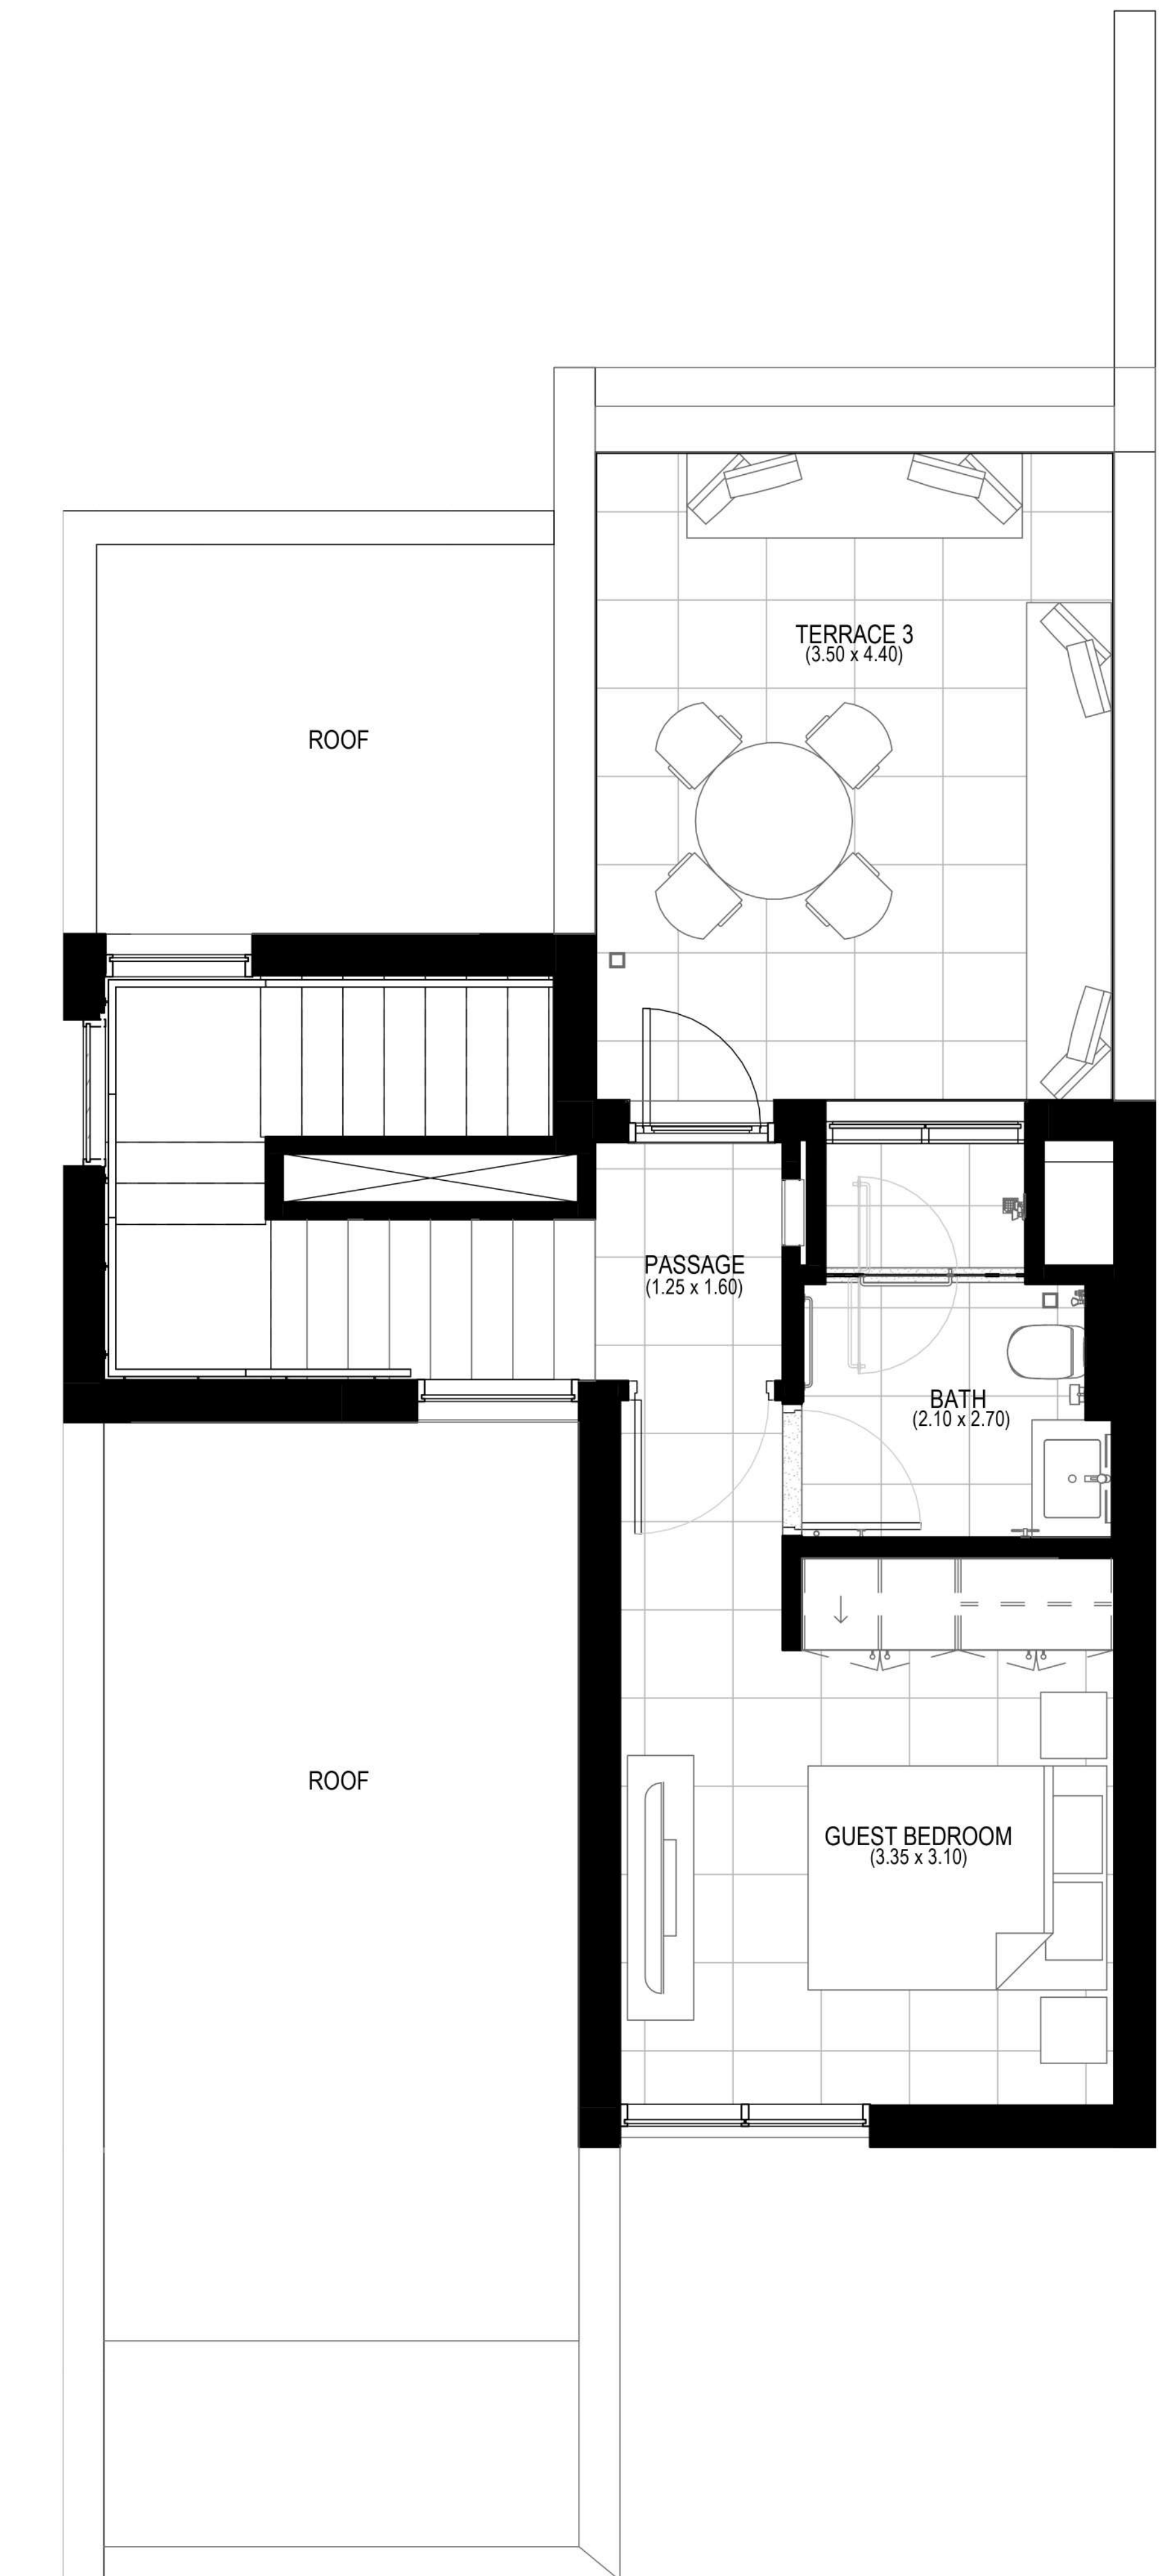 TERRACE 3
(3.50 x 4.40)
ROOF
PASSAGE
(1.25 x 1.60)
BATH
(2.10 x 2.70)
ROOF
GUEST BEDROOM
(3.35 x 3.10)